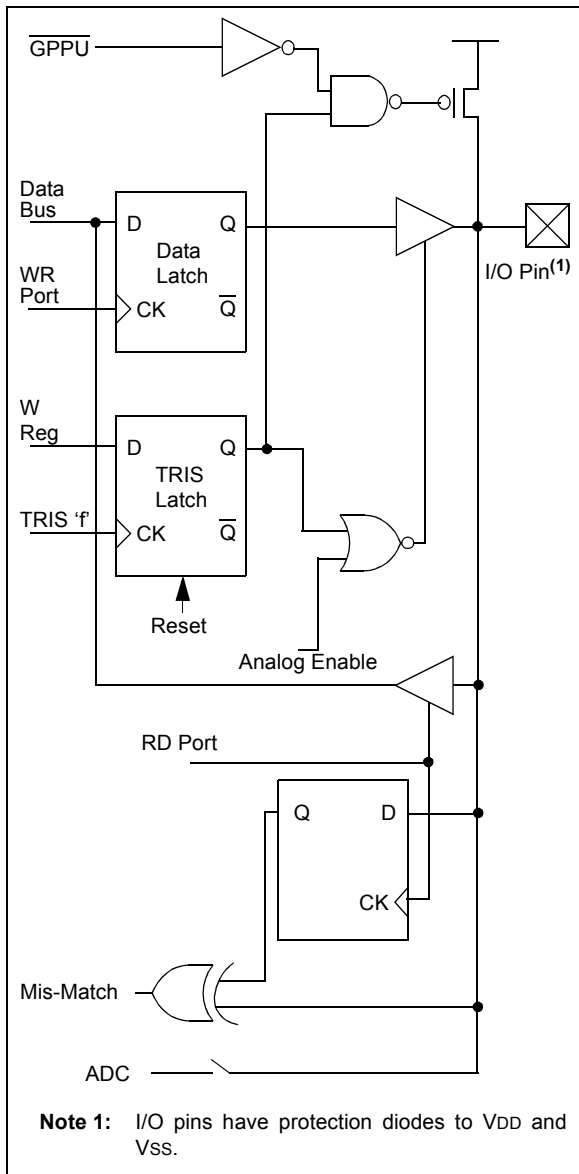 G̅P̅P̅U̅
Data
Bus
D
Q
Data
Latch
I/O Pin(1)
WR
Port
CK
Q̅
W
Reg
D
Q
TRIS
Latch
TRIS ‘f’
CK
Q̅
Reset
Analog Enable
RD Port
Q
D
CK
Mis-Match
ADC
Note 1: I/O pins have protection diodes to VDD and
VSS.